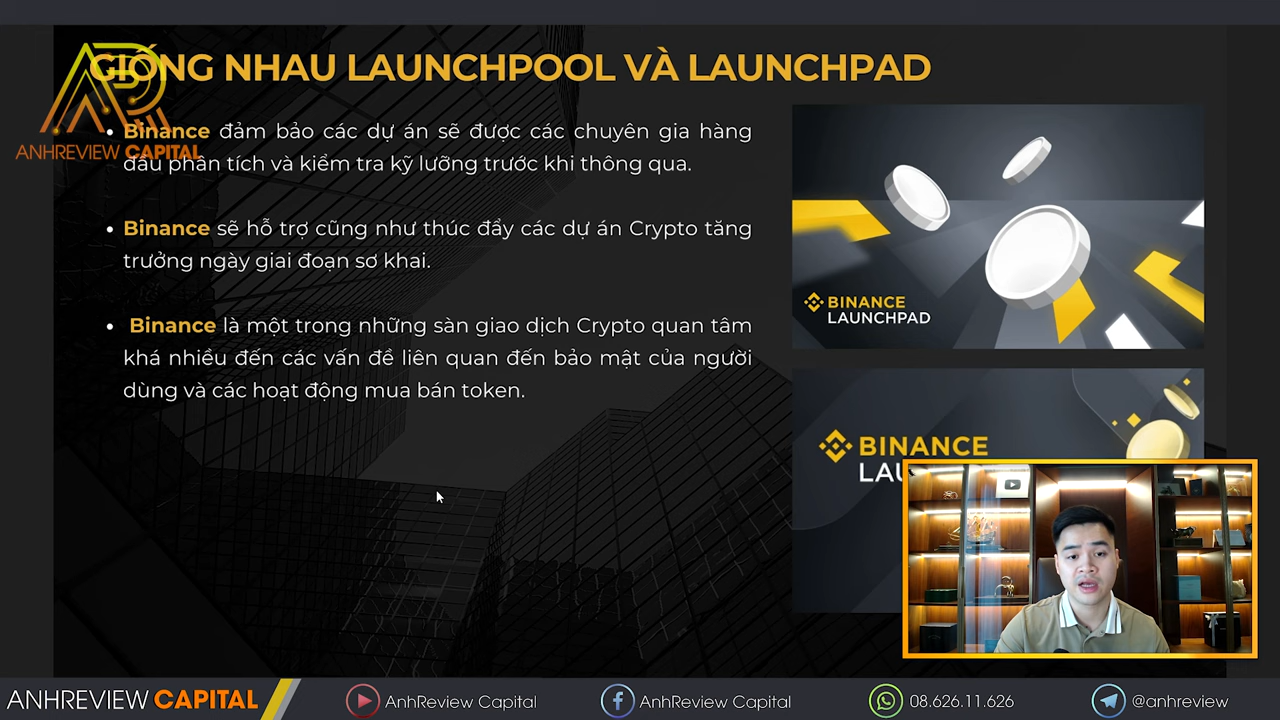 GIỐNG NHAU LAUNCHPOOL VÀ LAUNCHPAD
ANHREVIEW CAPITAL
• Binance đảm bảo các dự án sẽ được các chuyên gia hàng
đầu phân tích và kiểm tra kỹ lưỡng trước khi thông qua.
• Binance sẽ hỗ trợ cũng như thúc đẩy các dự án Crypto tăng
trưởng ngày giai đoạn sơ khai.
• Binance là một trong những sàn giao dịch Crypto quan tâm
khá nhiều đến các vấn đề liên quan đến bảo mật của người
dùng và các hoạt động mua bán token.
BINANCE
LAUNCHPAD
BINANCE
ANHREVIEW CAPITAL
AnhReview Capital
AnhReview Capital
08.626.11.626
@anhreview